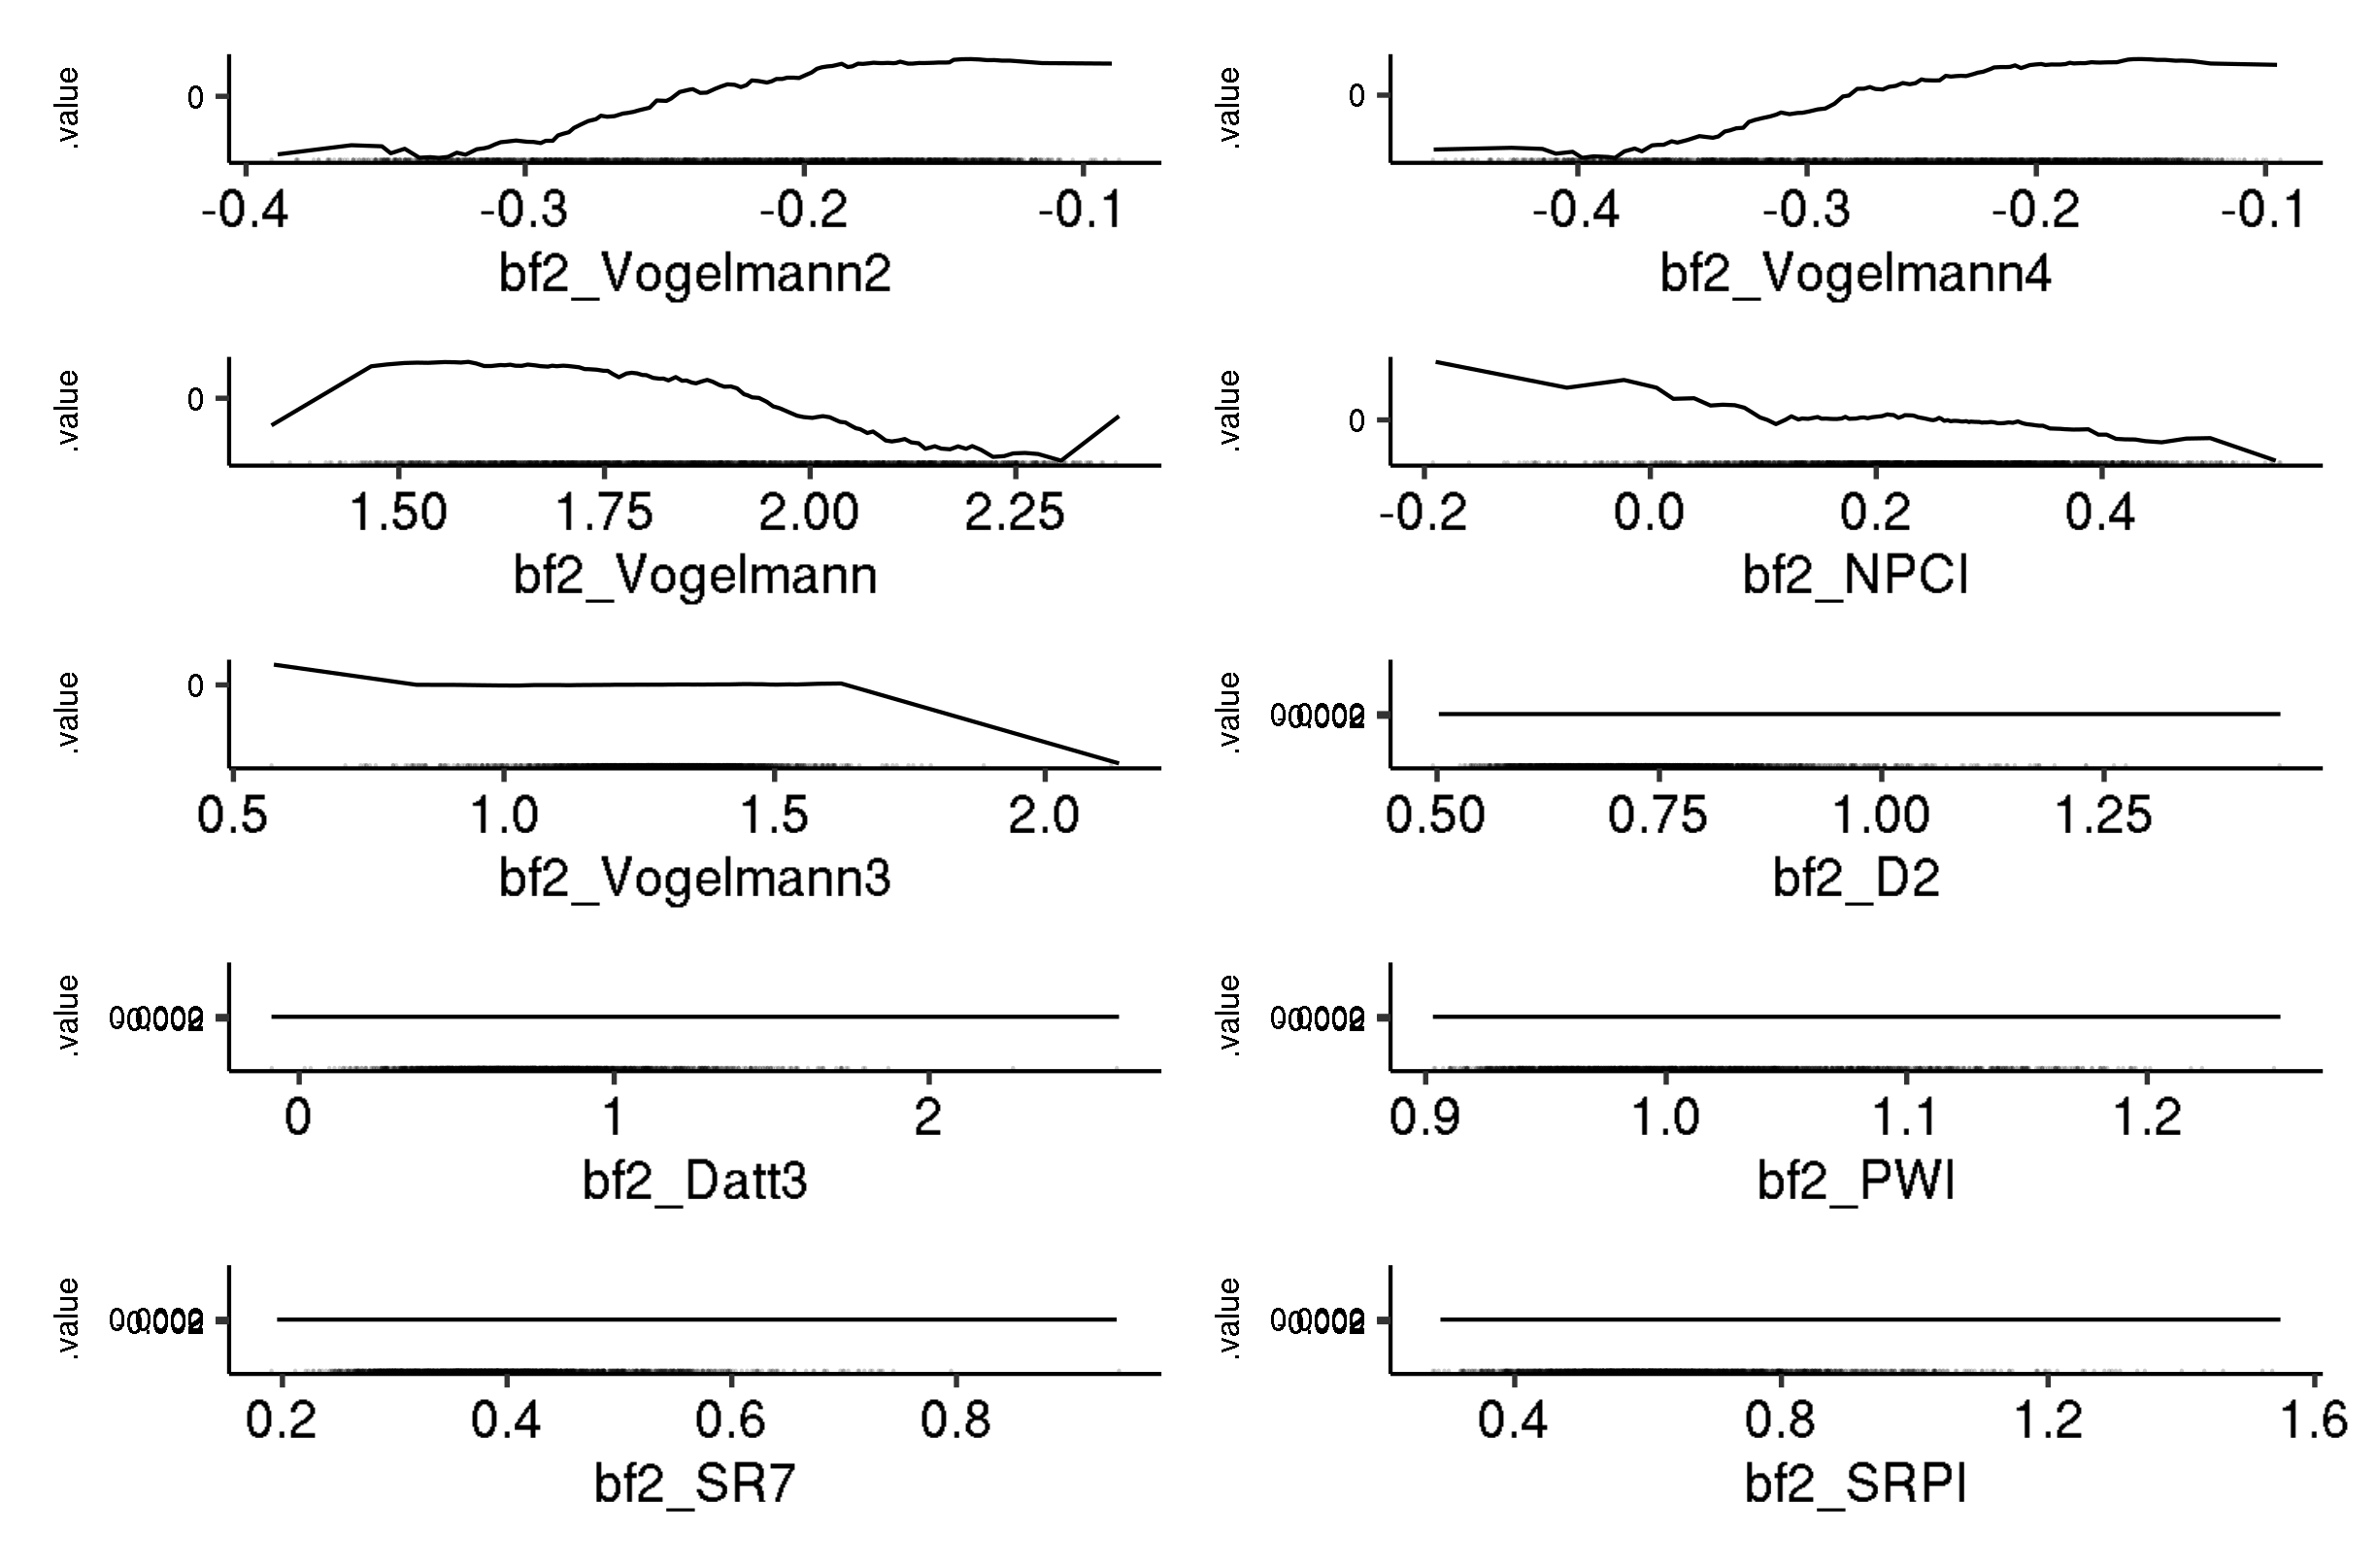 .value
0
-0.4 -0.3 -0.2 -0.1
bf2_Vogelmann2
.value
0
-0.4 -0.3 -0.2 -0.1
bf2_Vogelmann4
.value
0
1.50 1.75 2.00 2.25
bf2_Vogelmann
.value
0
-0.2 0.0 0.2 0.4
bf2_NPCI
.value
0
0.5 1.0 1.5 2.0
bf2_Vogelmann3
.value
0.50 0.75 1.00 1.25
bf2_D2
.value
0 1 2
bf2_Datt3
.value
0.9 1.0 1.1 1.2
bf2_PWI
.value
0.2 0.4 0.6 0.8
bf2_SR7
.value
0.4 0.8 1.2 1.6
bf2_SRPI